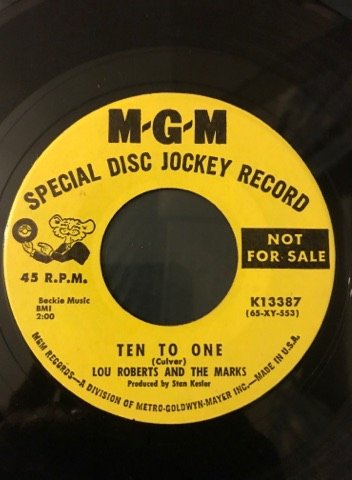 M-G-M
SPECIAL DISC JOCKEY RECORD
45 R.P.M.
NOT
FOR SALE
Beckie Music
BMI
2:00
K13387
(65-XY-553)
TEN TO ONE
(Culver)
LOU ROBERTS AND THE MARKS
Produced by Stan Kesler
MGM RECORDS—A DIVISION OF METRO-GOLDWYN-MAYER INC.—MADE IN U.S.A.